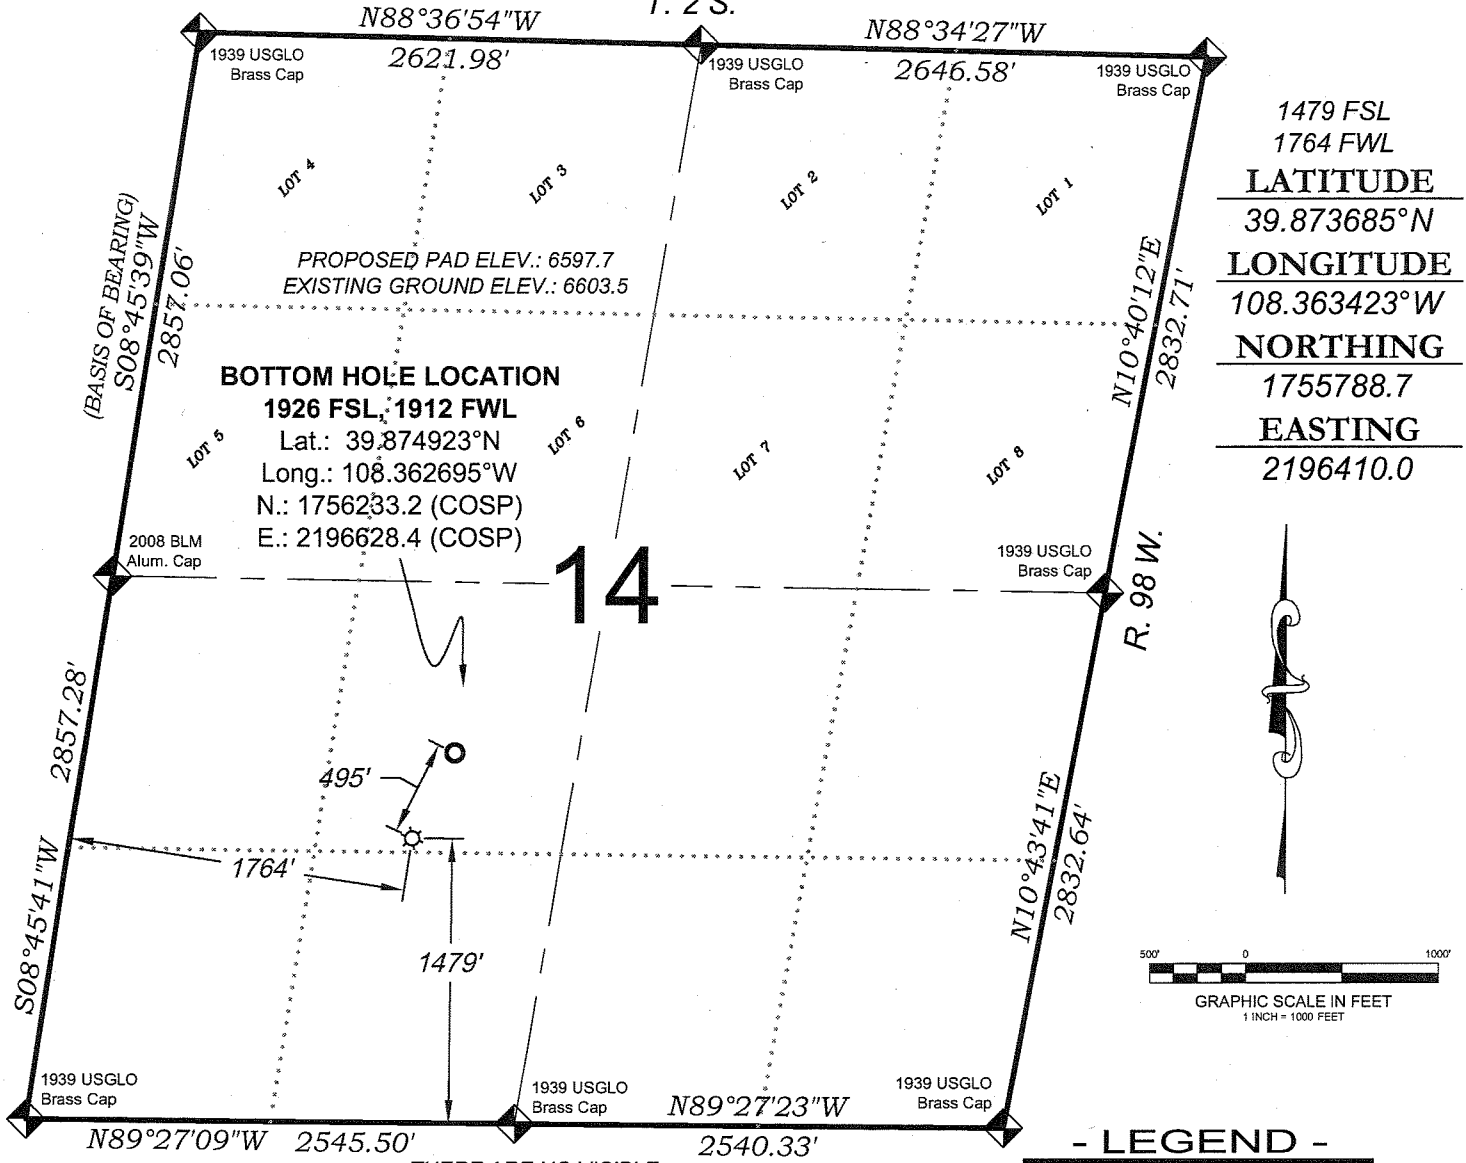 T. 2 S.
N88°36'54"W
2621.98'
N88°34'27"W
2646.58'
1939 USGLO
Brass Cap
1939 USGLO
Brass Cap
1939 USGLO
Brass Cap
1479 FSL
1764 FWL
LATITUDE
39.873685°N
LONGITUDE
108.363423°W
NORTHING
1755788.7
EASTING
2196410.0
LOT 4
LOT 3
LOT 2
LOT 1
(BASIS OF BEARING)
S08°45'39"W
2857.06'
PROPOSED PAD ELEV.: 6597.7
EXISTING GROUND ELEV.: 6603.5
N10°40'12"E
2832.71'
BOTTOM HOLE LOCATION
1926 FSL, 1912 FWL
Lat.: 39.874923°N
Long.: 108.362695°W
N.: 1756233.2 (COSP)
E.: 2196628.4 (COSP)
LOT 5
LOT 6
LOT 7
LOT 8
2008 BLM
Alum. Cap
14
1939 USGLO
Brass Cap
R. 98 W.
2857.28'
S08°45'41"W
495'
1764'
1479'
N10°43'41"E
2832.64'
500'
0
1000'
GRAPHIC SCALE IN FEET
1 INCH = 1000 FEET
1939 USGLO
Brass Cap
1939 USGLO
Brass Cap
1939 USGLO
Brass Cap
N89°27'09"W 2545.50'
N89°27'23"W
2540.33'
- LEGEND -
THERE ARE NO VISIBLE